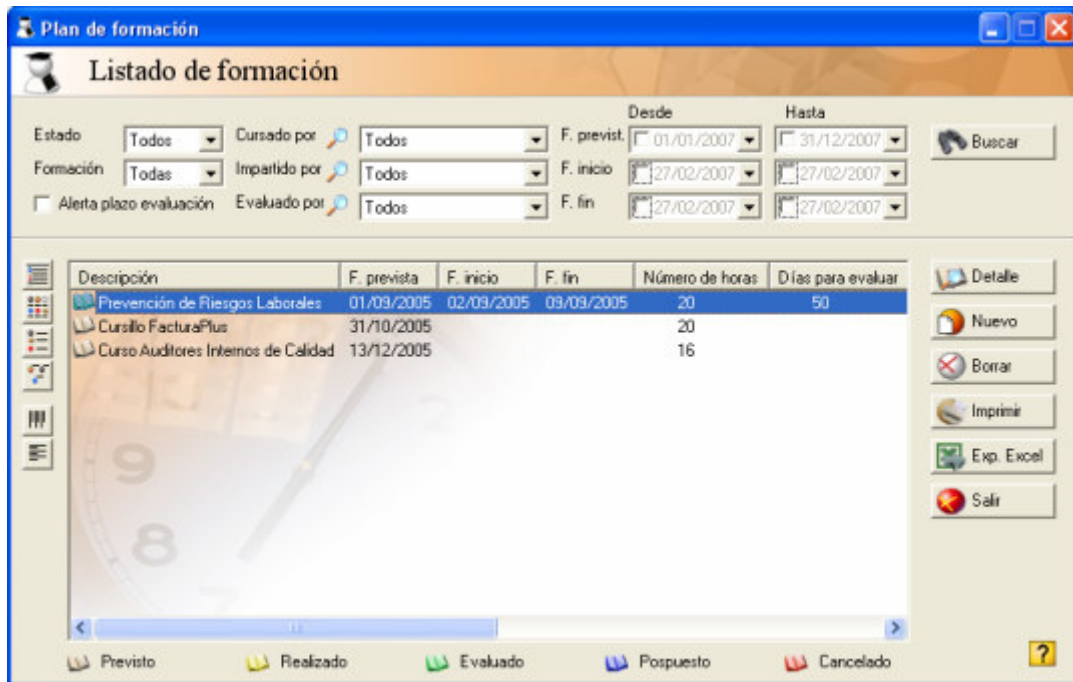 Plan de formación
Listado de formación
Desde Hasta
Estado Todos Cursado por Todos F. previst. 01/01/2007 31/12/2007 Buscar
Formación Todas Impartido por Todos F. inicio 27/02/2007 27/02/2007
Alerta plazo evaluación Evaluado por Todos F. fin 27/02/2007 27/02/2007
Descripción F. prevista F. inicio F. fin Número de horas Días para evaluar
Prevención de Riesgos Laborales 01/09/2005 02/09/2005 09/09/2005 20 50
Cursillo FacturaPlus 31/10/2005 20
Curso Auditores Internos de Calidad 13/12/2005 16
Detalle
Nuevo
Borrar
Imprimir
Exp. Excel
Salir
2
9
8
7
Previsto Realizado Evaluado Pospuesto Cancelado ?